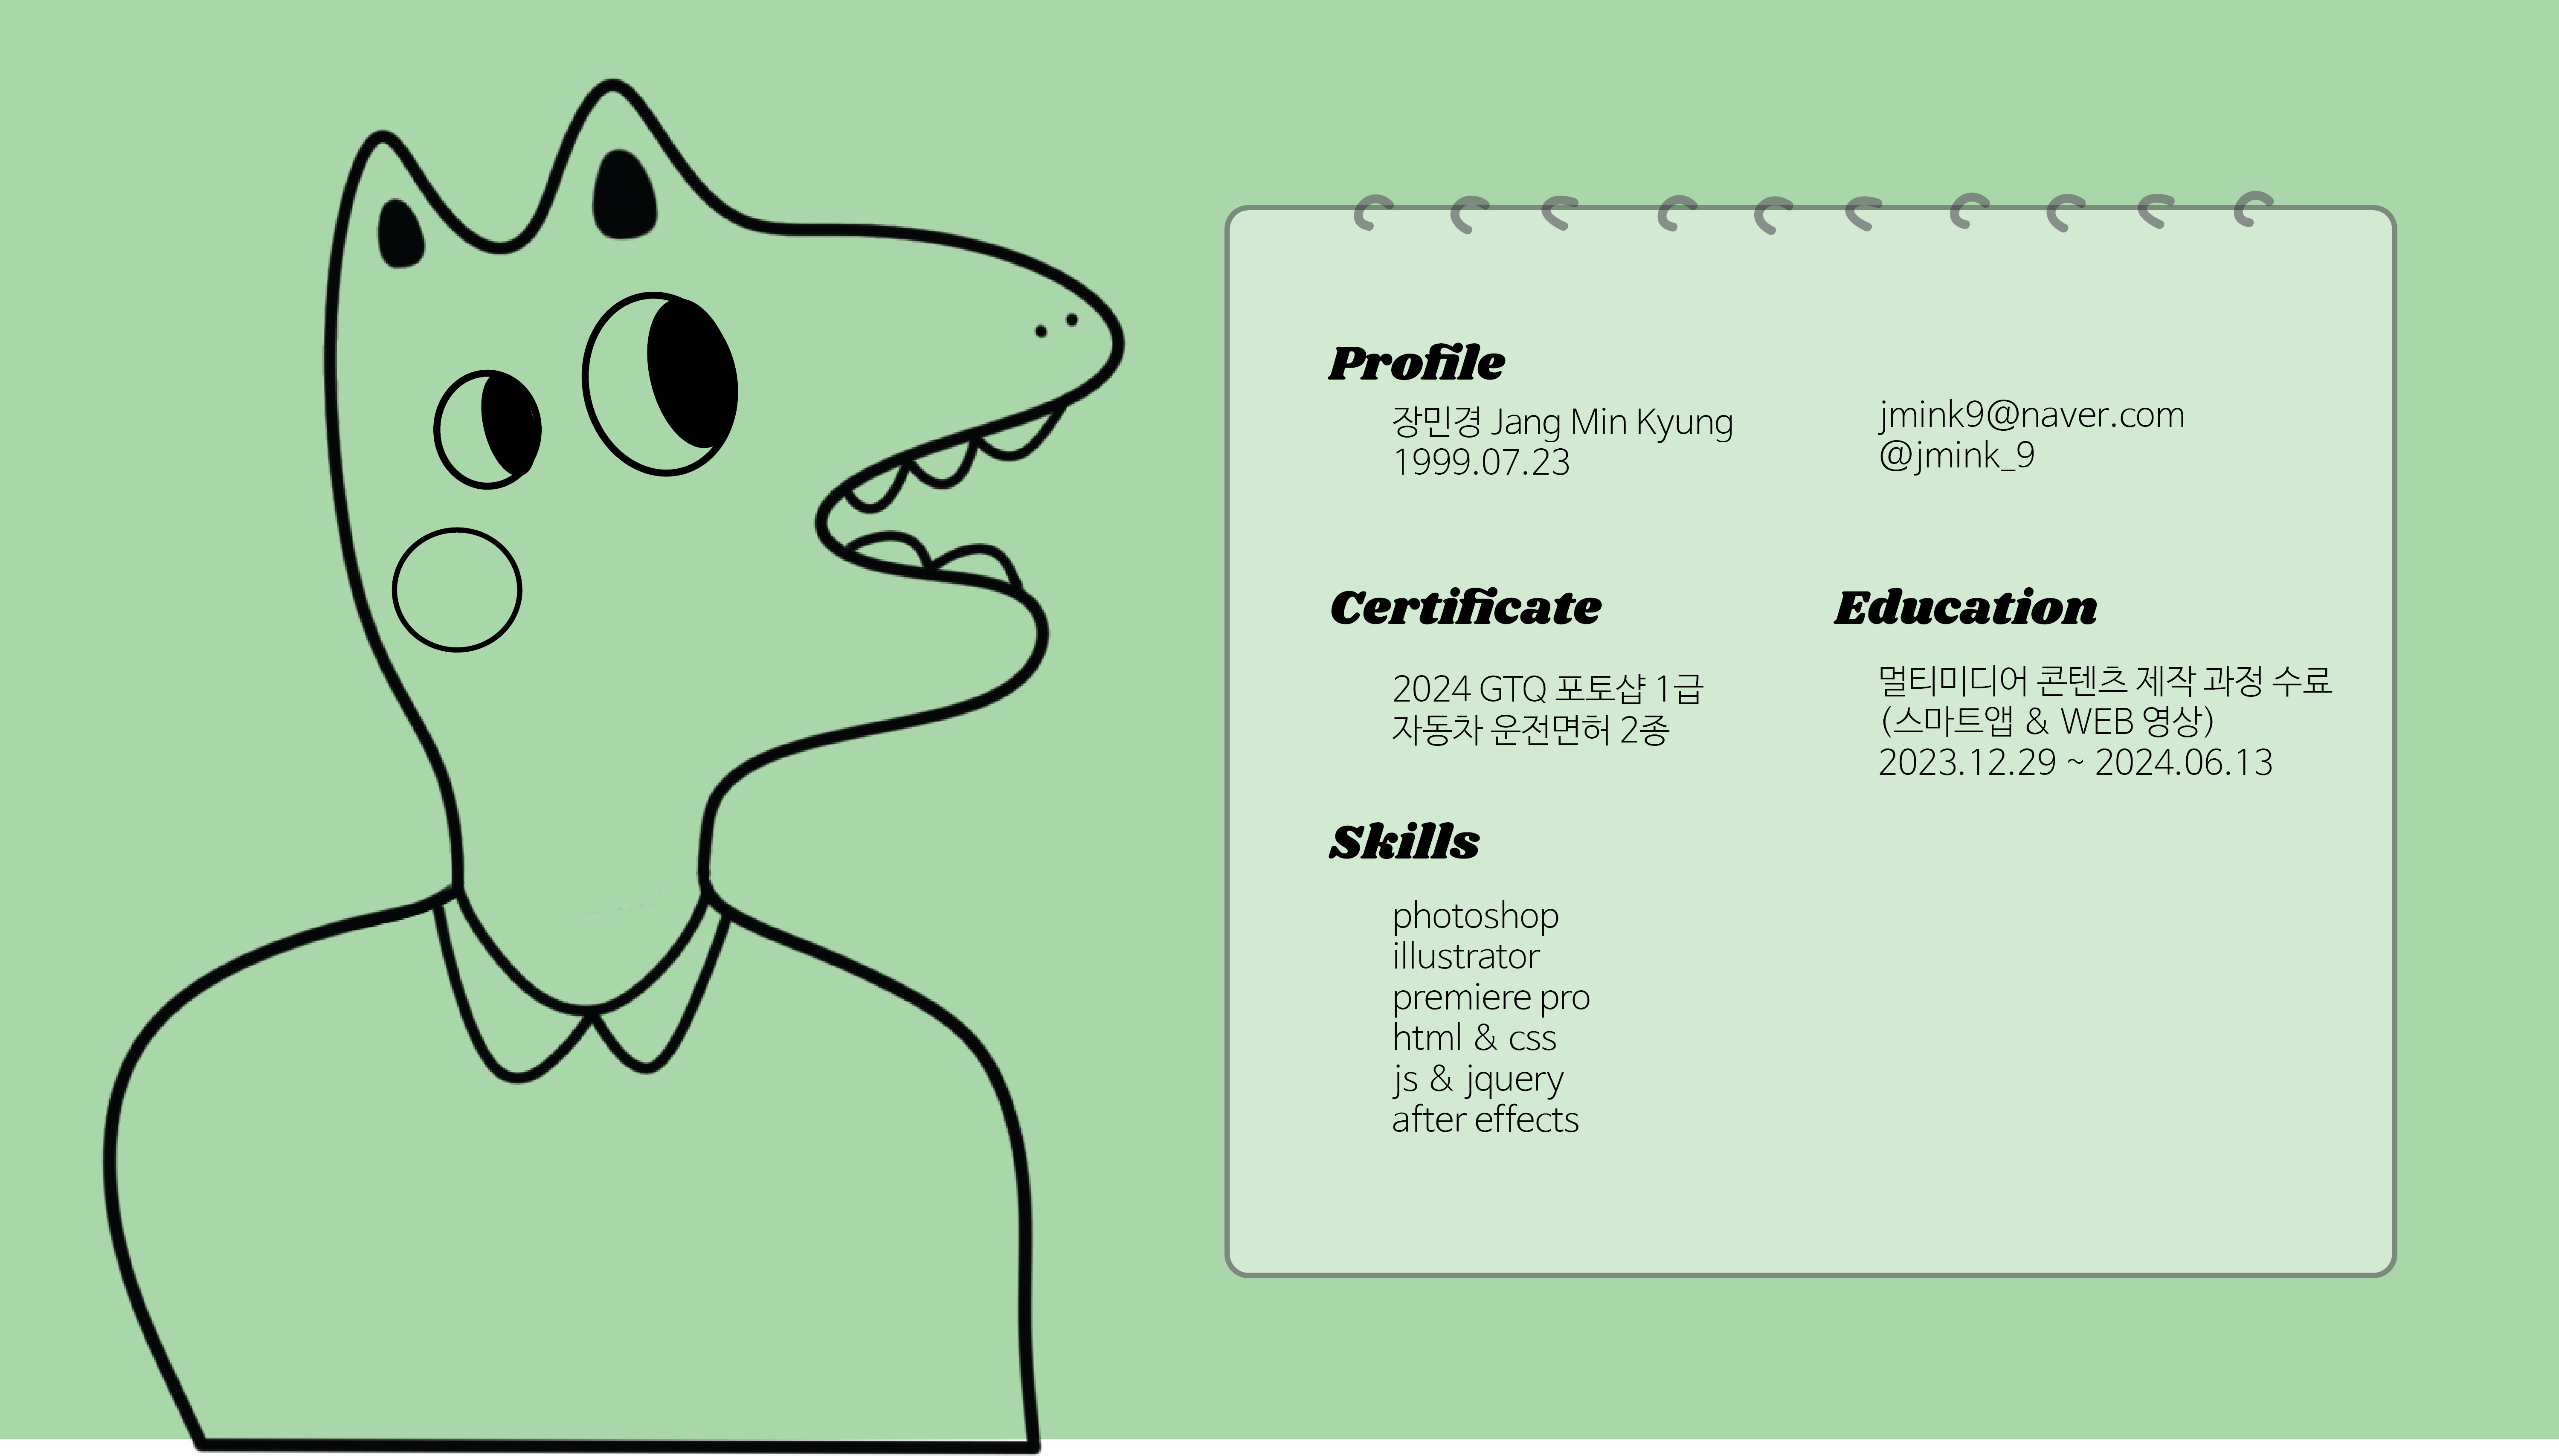 Profile
장민경 Jang Min Kyung
1999.07.23
jmink9@naver.com
@jmink_9
Certificate
2024 GTQ 포토샵 1급
자동차 운전면허 2종
Education
멀티미디어 콘텐츠 제작 과정 수료
(스마트앱 & WEB 영상)
2023.12.29 ~ 2024.06.13
Skills
photoshop
illustrator
premiere pro
html & css
js & jquery
after effects